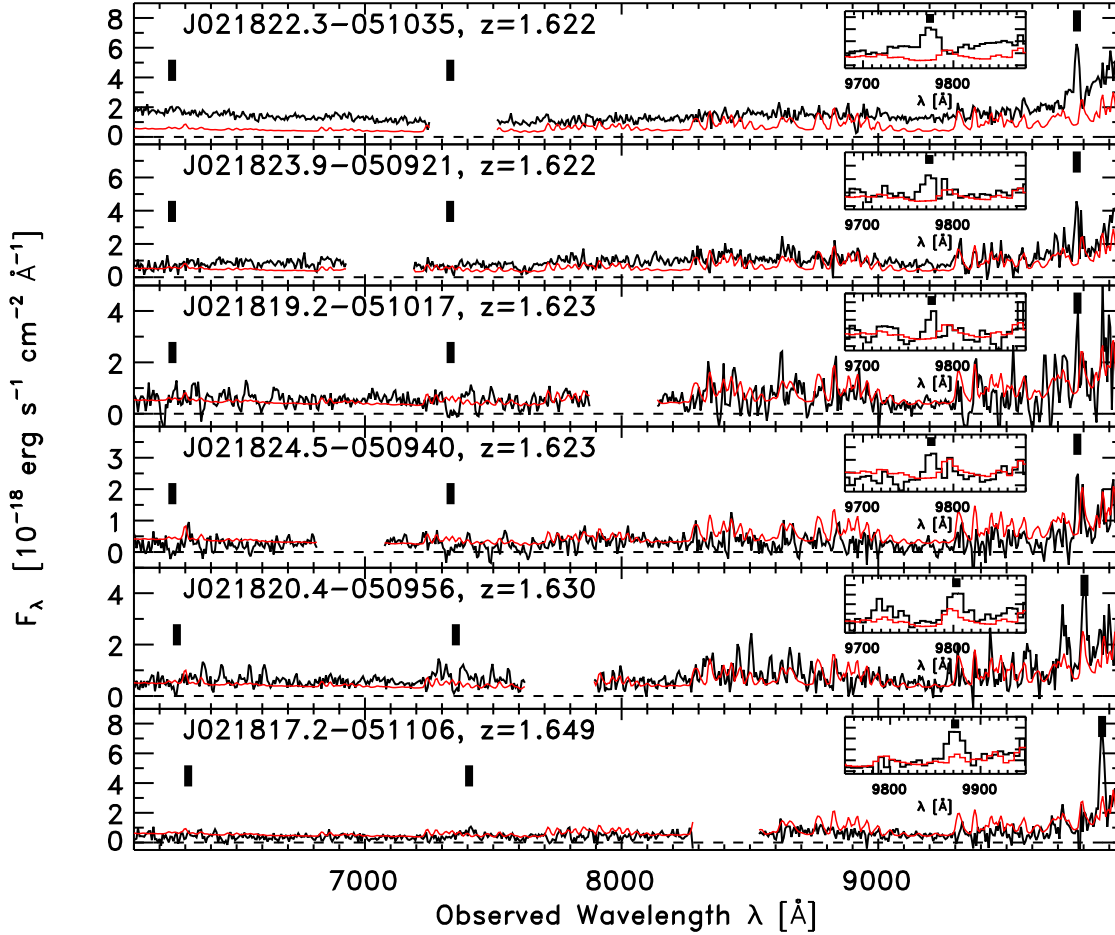 J021822.3−051035, z=1.622
8
6
4
2
0
9700 9800
λ [Å]
J021823.9−050921, z=1.622
6
4
2
0
9700 9800
λ [Å]
J021819.2−051017, z=1.623
4
2
0
9700 9800
λ [Å]
J021824.5−050940, z=1.623
3
2
1
0
9700 9800
λ [Å]
J021820.4−050956, z=1.630
4
2
0
9700 9800
λ [Å]
J021817.2−051106, z=1.649
8
6
4
2
0
9800 9900
λ [Å]
F_λ [10⁻¹⁸ erg s⁻¹ cm⁻² Å⁻¹]
7000 8000 9000
Observed Wavelength λ [Å]